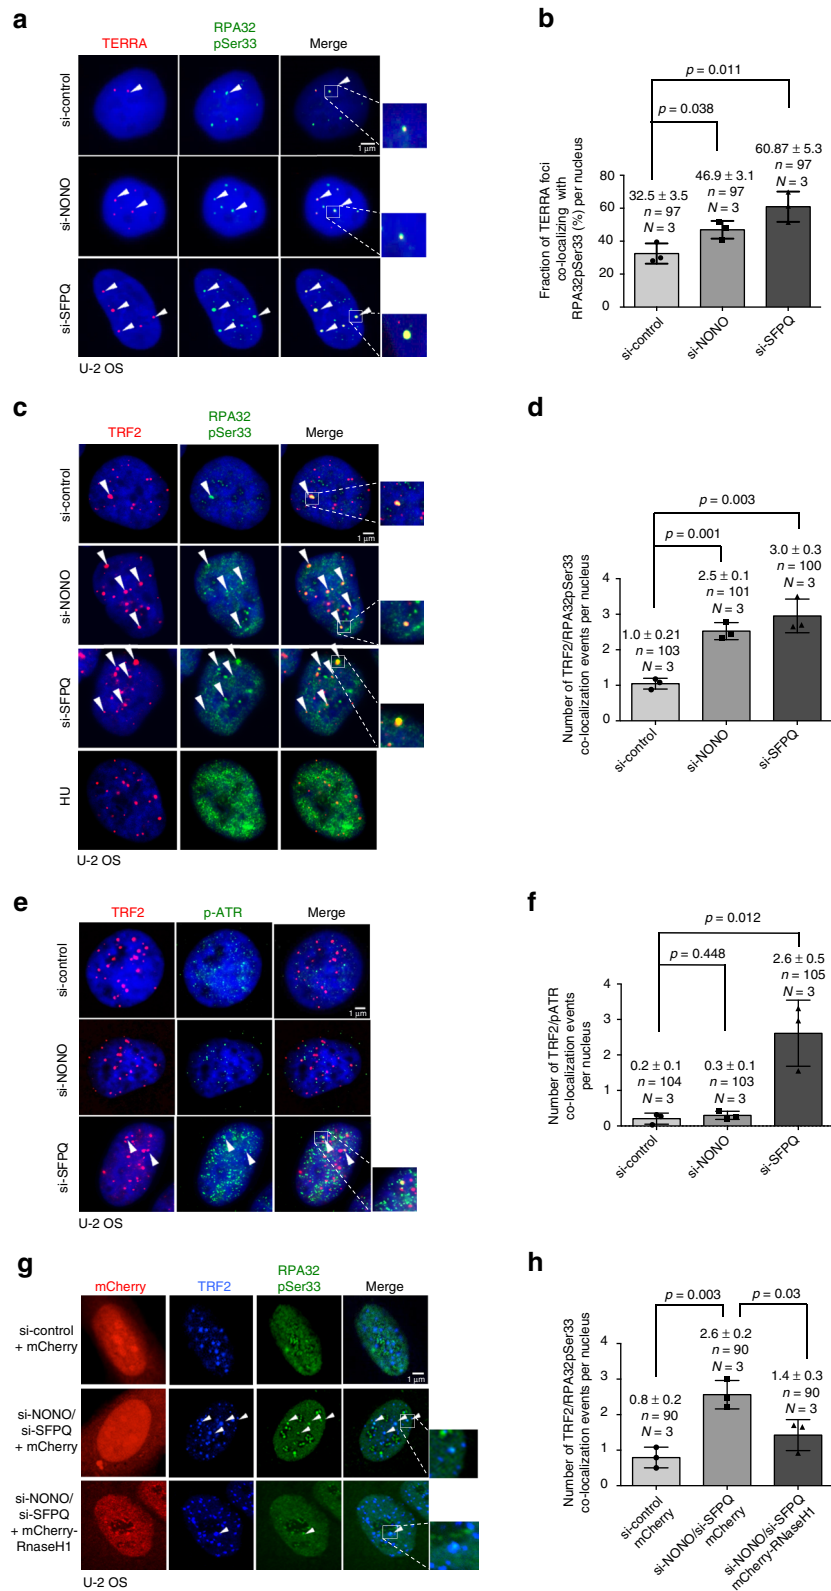 a
TERRA
RPA32
pSer33
Merge
si-control
1 µm
si-NONO
si-SFPQ
U-2 OS
b
p = 0.011
p = 0.038
60.87 ± 5.3
n = 97
N = 3
46.9 ± 3.1
n = 97
N = 3
32.5 ± 3.5
n = 97
N = 3
Fraction of TERRA foci
co-localizing with
RPA32pSer33 (%) per nucleus
80
60
40
20
0
si-control
si-NONO
si-SFPQ
c
TRF2
RPA32
pSer33
Merge
si-control
1 µm
si-NONO
si-SFPQ
HU
U-2 OS
d
p = 0.003
p = 0.001
3.0 ± 0.3
n = 100
N = 3
2.5 ± 0.1
n = 101
N = 3
1.0 ± 0.21
n = 103
N = 3
Number of TRF2/RPA32pSer33
co-localization events per nucleus
4
3
2
1
0
si-control
si-NONO
si-SFPQ
e
TRF2
p-ATR
Merge
si-control
1 µm
si-NONO
si-SFPQ
U-2 OS
f
p = 0.012
p = 0.448
2.6 ± 0.5
n = 105
N = 3
0.2 ± 0.1
n = 104
N = 3
0.3 ± 0.1
n = 103
N = 3
Number of TRF2/pATR
co-localization events
per nucleus
4
3
2
1
0
si-control
si-NONO
si-SFPQ
g
mCherry
TRF2
RPA32
pSer33
Merge
si-control
+ mCherry
1 µm
si-NONO/
si-SFPQ
+ mCherry
si-NONO/
si-SFPQ
+ mCherry-
RnaseH1
U-2 OS
h
p = 0.003
p = 0.03
2.6 ± 0.2
n = 90
N = 3
1.4 ± 0.3
n = 90
N = 3
0.8 ± 0.2
n = 90
N = 3
Number of TRF2/RPA32pSer33
co-localization events per nucleus
4
3
2
1
0
si-control
mCherry
si-NONO/si-SFPQ
mCherry
si-NONO/si-SFPQ
mCherry-RNaseH1